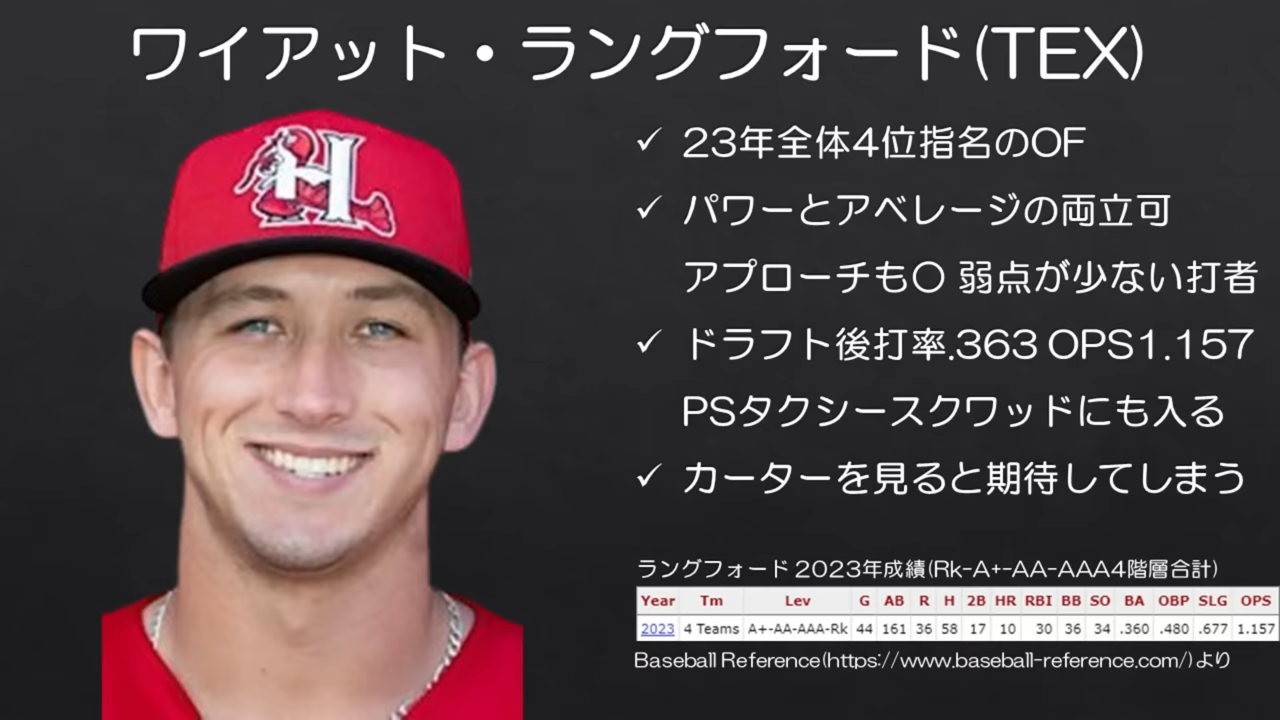 ワイアット・ラングフォード(TEX)
H
✓ 23年全体4位指名のOF
✓ パワーとアベレージの両立可
アプローチも〇 弱点が少ない打者
✓ ドラフト後打率.363 OPS1.157
PSタクシースクワッドにも入る
✓ カーターを見ると期待してしまう
ラングフォード 2023年成績(Rk-A+-AA-AAA4階層合計)
Year Tm Lev G AB R H 2B HR RBI BB SO BA OBP SLG OPS
2023 4 Teams A+-AA-AAA-Rk 44 161 36 58 17 10 30 36 34 .360 .480 .677 1.157
Baseball Reference(https://www.baseball-reference.com/)より